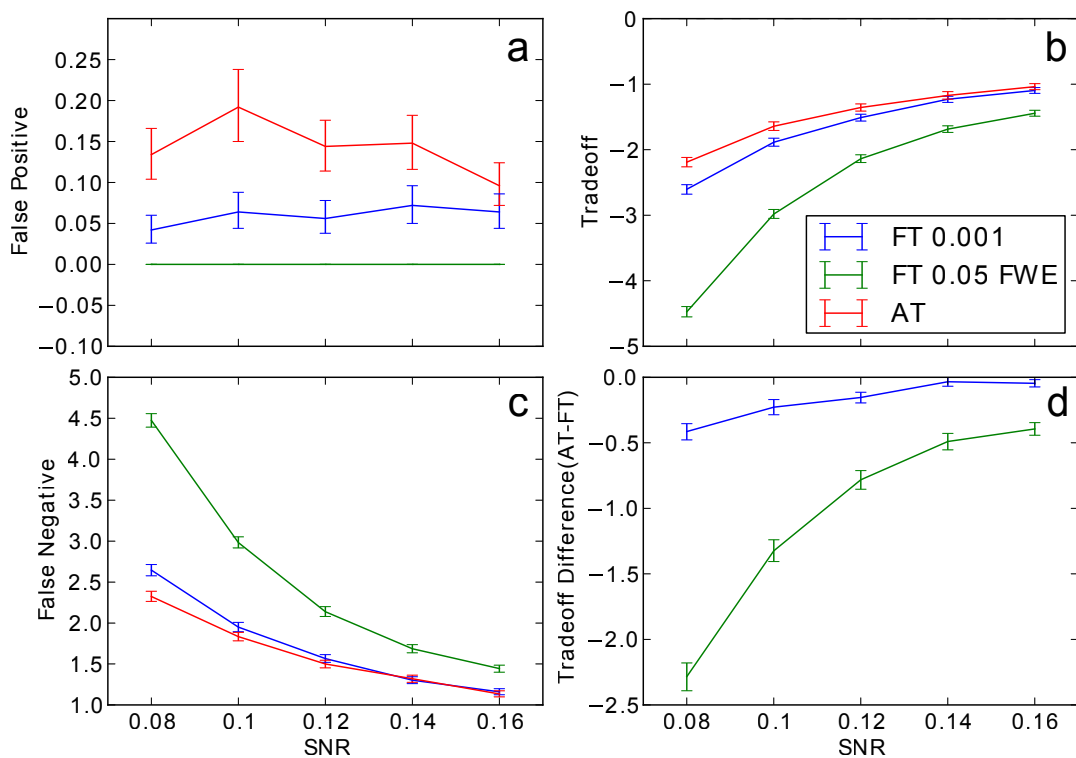 a
False Positive
0.25
0.20
0.15
0.10
0.05
0.00
−0.05
−0.10
b
Tradeoff
0
−1
−2
−3
−4
−5
FT 0.001
FT 0.05 FWE
AT
c
False Negative
5.0
4.5
4.0
3.5
3.0
2.5
2.0
1.5
1.0
0.08 0.1 0.12 0.14 0.16
SNR
d
Tradeoff Difference(AT-FT)
0.0
−0.5
−1.0
−1.5
−2.0
−2.5
0.08 0.1 0.12 0.14 0.16
SNR